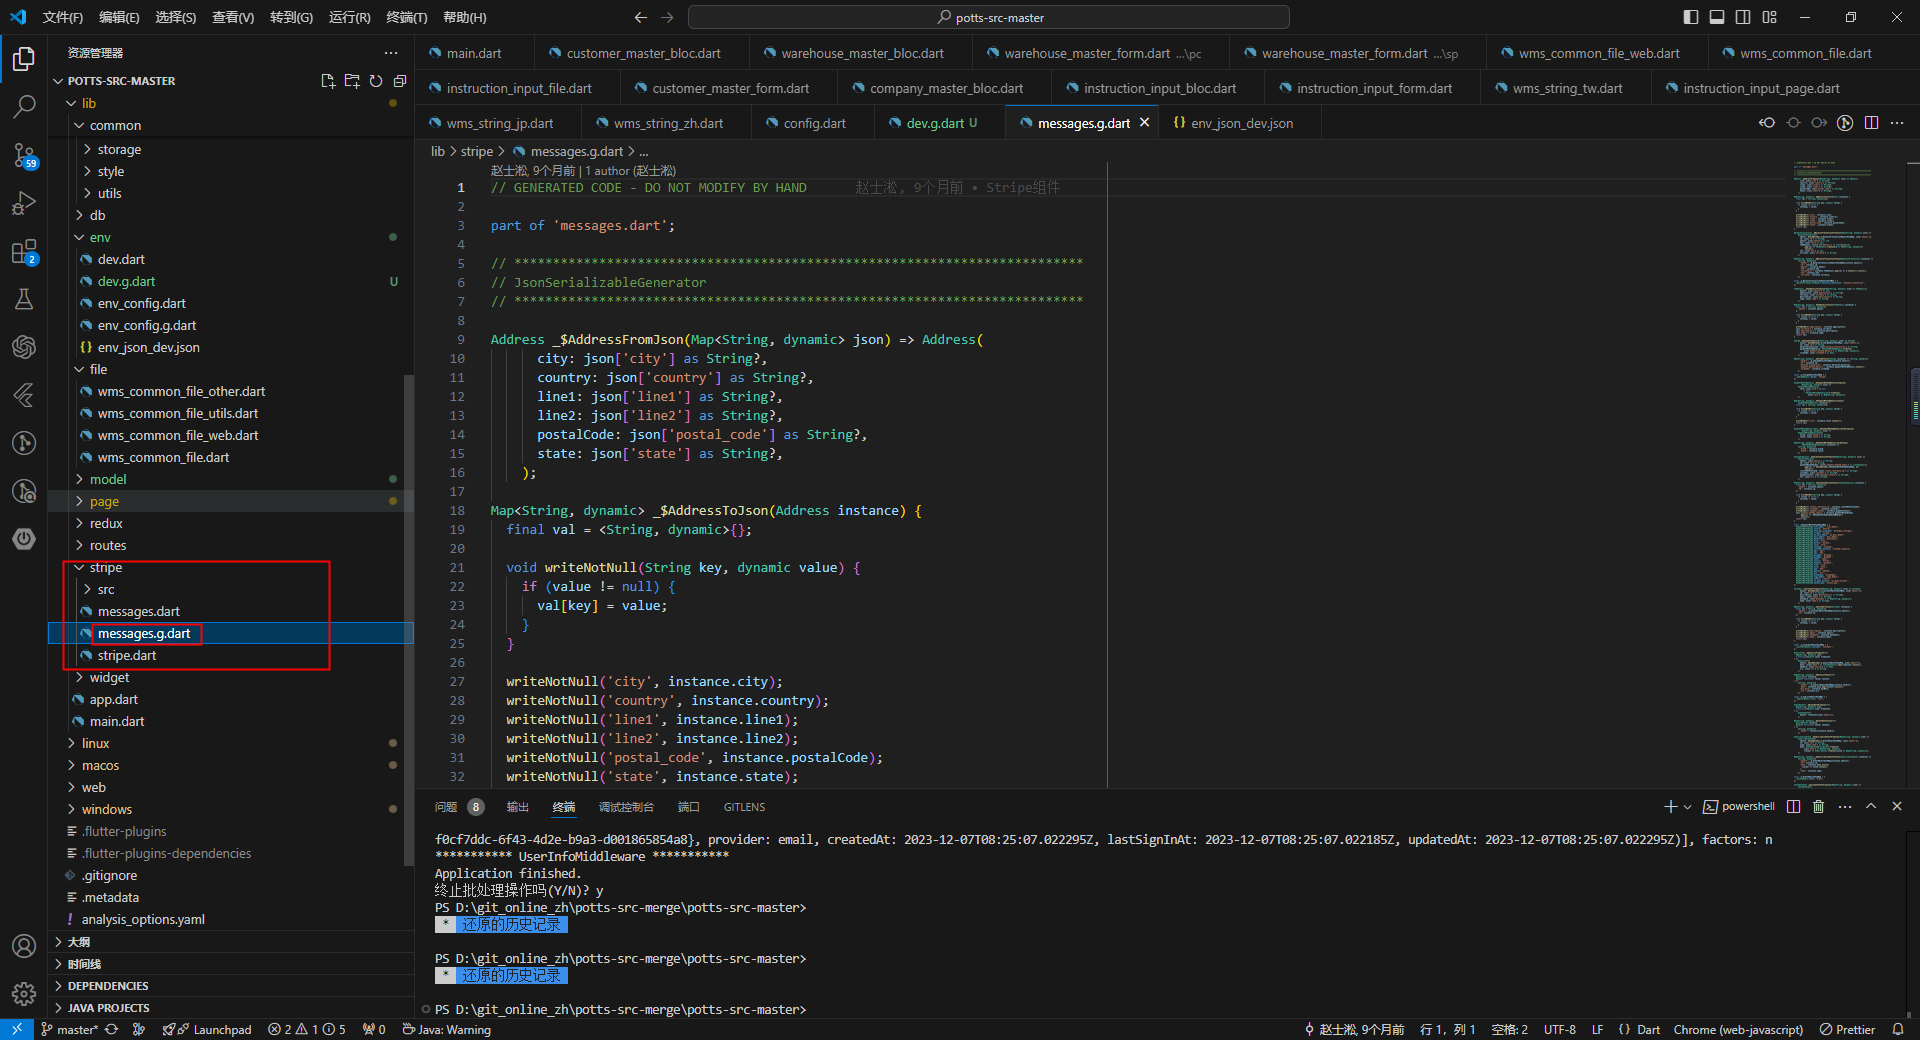 文件(F) 编辑(E) 选择(S) 查看(V) 转到(G) 运行(R) 终端(T) 帮助(H)
potts-src-master
资源管理器
POTTS-SRC-MASTER
lib
common
storage
style
utils
db
env
dev.dart
dev.g.dart U
env_config.dart
env_config.g.dart
env_json_dev.json
file
wms_common_file_other.dart
wms_common_file_utils.dart
wms_common_file_web.dart
wms_common_file.dart
model
page
redux
routes
stripe
src
messages.dart
messages.g.dart
stripe.dart
widget
app.dart
main.dart
linux
macos
web
windows
.flutter-plugins
.flutter-plugins-dependencies
.gitignore
.metadata
analysis_options.yaml
大纲
时间线
DEPENDENCIES
JAVA PROJECTS
59
2
main.dart customer_master_bloc.dart warehouse_master_bloc.dart warehouse_master_form.dart ...\pc warehouse_master_form.dart ...\sp wms_common_file_web.dart wms_common_file.dart
instruction_input_file.dart customer_master_form.dart company_master_bloc.dart instruction_input_bloc.dart instruction_input_form.dart wms_string_tw.dart instruction_input_page.dart
wms_string_jp.dart wms_string_zh.dart config.dart dev.g.dart U messages.g.dart env_json_dev.json
lib > stripe > messages.g.dart > ...
赵士淞, 9个月前 | 1 author (赵士淞)
1 // GENERATED CODE - DO NOT MODIFY BY HAND 赵士淞, 9个月前 • Stripe组件
2
3 part of 'messages.dart';
4
5 // **************************************************************************
6 // JsonSerializableGenerator
7 // **************************************************************************
8
9 Address _$AddressFromJson(Map<String, dynamic> json) => Address(
10 city: json['city'] as String?,
11 country: json['country'] as String?,
12 line1: json['line1'] as String?,
13 line2: json['line2'] as String?,
14 postalCode: json['postal_code'] as String?,
15 state: json['state'] as String?,
16 );
17
18 Map<String, dynamic> _$AddressToJson(Address instance) {
19 final val = <String, dynamic>{};
20
21 void writeNotNull(String key, dynamic value) {
22 if (value != null) {
23 val[key] = value;
24 }
25 }
26
27 writeNotNull('city', instance.city);
28 writeNotNull('country', instance.country);
29 writeNotNull('line1', instance.line1);
30 writeNotNull('line2', instance.line2);
31 writeNotNull('postal_code', instance.postalCode);
32 writeNotNull('state', instance.state);
问题 8 输出 终端 调试控制台 端口 GITLENS
powershell
f0cf7ddc-6f43-4d2e-b9a3-d001865854a8}, provider: email, createdAt: 2023-12-07T08:25:07.022295Z, lastSignInAt: 2023-12-07T08:25:07.022185Z, updatedAt: 2023-12-07T08:25:07.022295Z)], factors: n
*********** UserInfoMiddleware ***********
Application finished.
终止批处理操作吗(Y/N)? y
PS D:\git_online_zh\potts-src-merge\potts-src-master>
* 还原的历史记录
PS D:\git_online_zh\potts-src-merge\potts-src-master>
* 还原的历史记录
PS D:\git_online_zh\potts-src-merge\potts-src-master>
master* Launchpad 2 1 5 0 Java: Warning
赵士淞, 9个月前 行 1，列 1 空格: 2 UTF-8 LF {} Dart Chrome (web-javascript) Prettier